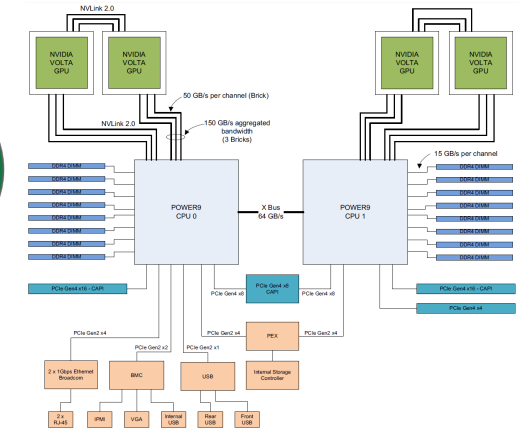 NVLink 2.0
NVIDIA
VOLTA
GPU
NVIDIA
VOLTA
GPU
NVIDIA
VOLTA
GPU
NVIDIA
VOLTA
GPU
50 GB/s per channel (Brick)
NVLink 2.0
150 GB/s aggregated
bandwidth
(3 Bricks)
15 GB/s per channel
DDR4 DIMM
DDR4 DIMM
DDR4 DIMM
DDR4 DIMM
DDR4 DIMM
DDR4 DIMM
DDR4 DIMM
DDR4 DIMM
POWER9
CPU 0
X Bus
64 GB/s
POWER9
CPU 1
DDR4 DIMM
DDR4 DIMM
DDR4 DIMM
DDR4 DIMM
DDR4 DIMM
DDR4 DIMM
DDR4 DIMM
DDR4 DIMM
PCIe Gen4 x16 - CAPI
PCIe Gen4 x8
PCIe Gen4 x8
CAPI
PCIe Gen4 x8
PCIe Gen4 x16 - CAPI
PCIe Gen4 x4
PCIe Gen2 x4
PCIe Gen2 x2
PCIe Gen2 x1
PCIe Gen2 x4
PEX
PCIe Gen2 x4
2 x 1Gbps Ethernet
Broadcom
BMC
USB
Internal Storage
Controller
2 x
RJ-45
IPMI
VGA
Internal
USB
Rear
USB
Front
USB